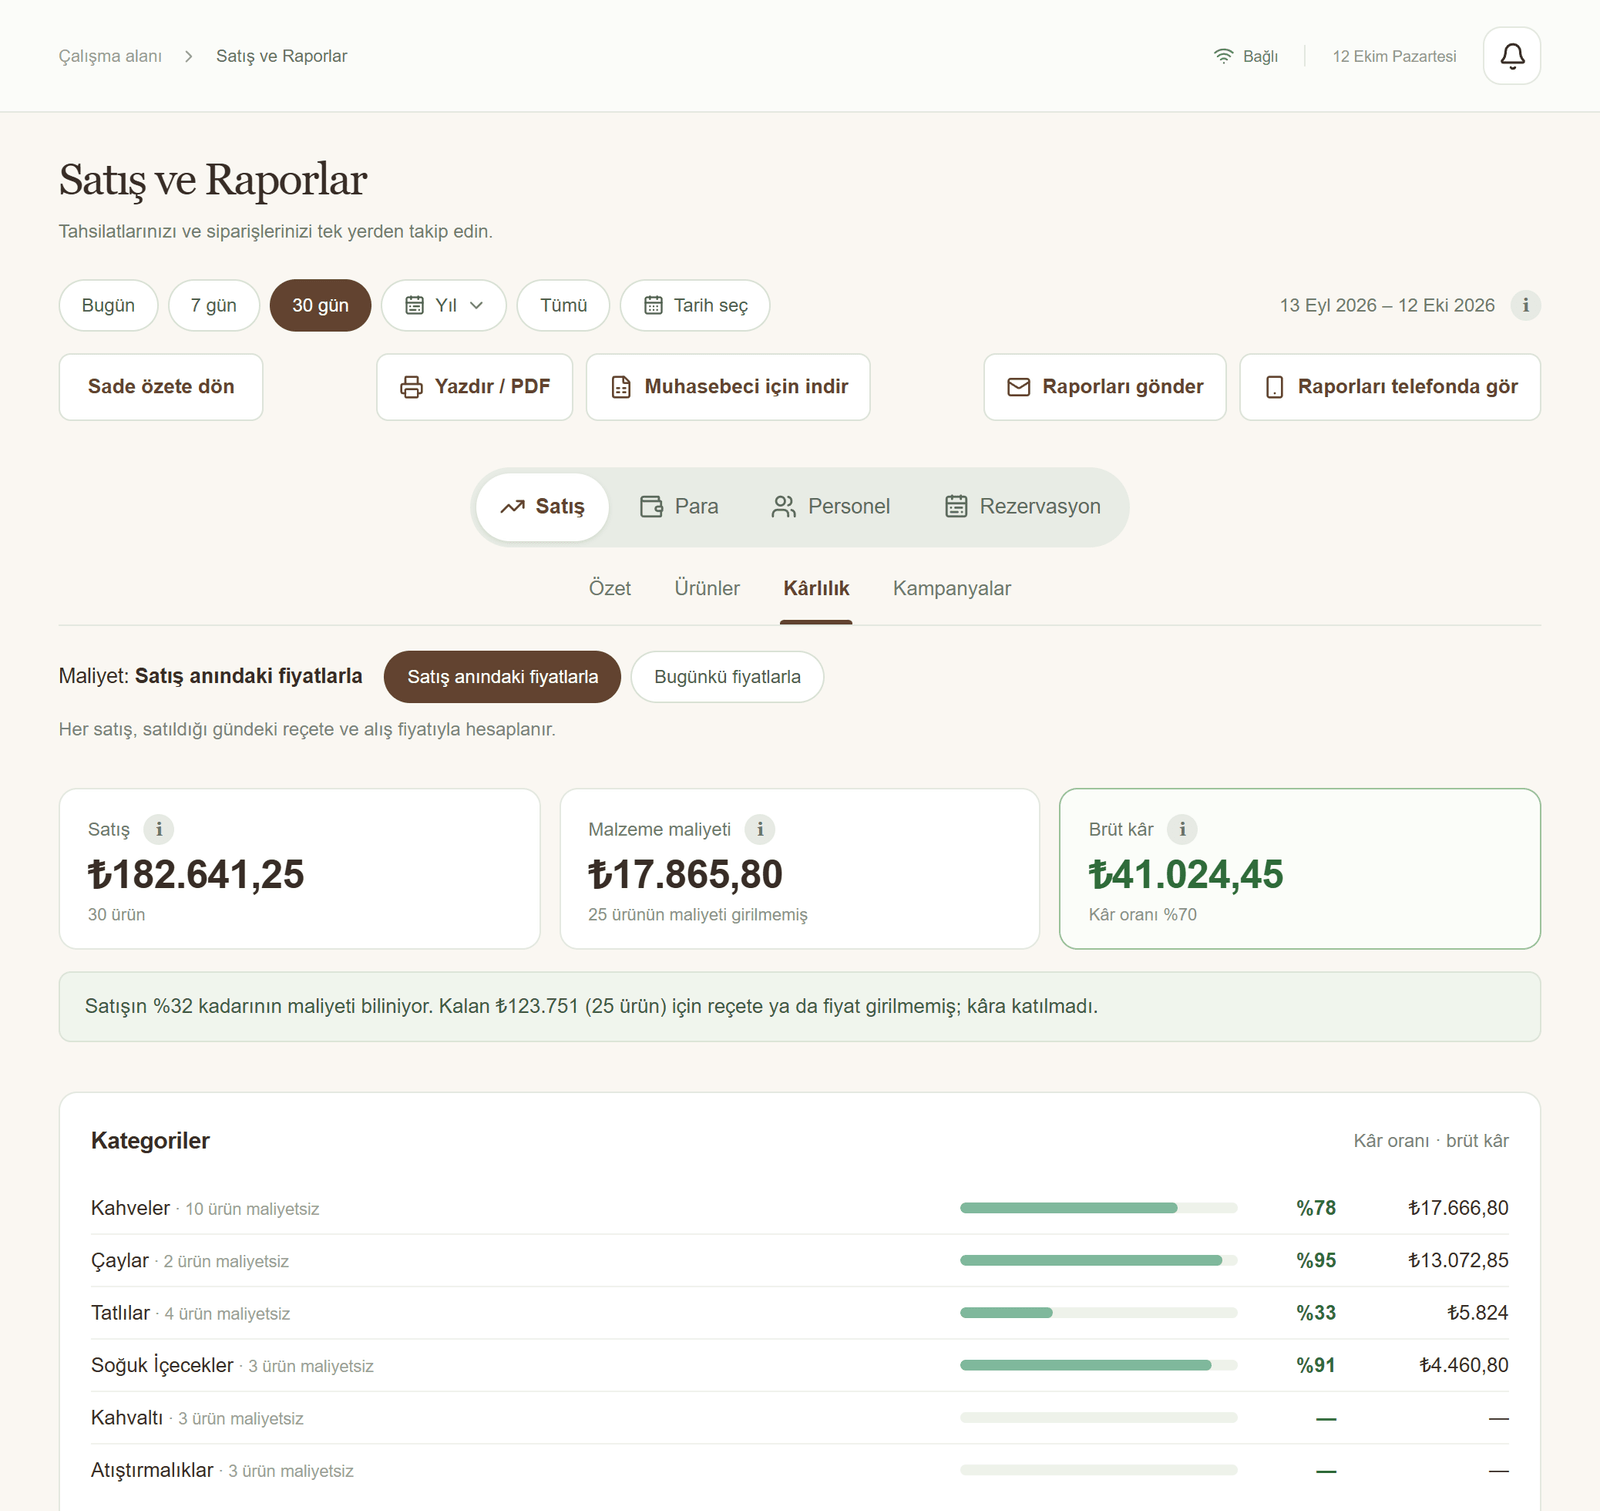 Çalışma alanı > Satış ve Raporlar
Bağlı
12 Ekim Pazartesi
Satış ve Raporlar
Tahsilatlarınızı ve siparişlerinizi tek yerden takip edin.
Bugün
7 gün
30 gün
Yıl
Tümü
Tarih seç
13 Eyl 2026 – 12 Eki 2026
i
Sade özete dön
Yazdır / PDF
Muhasebeci için indir
Raporları gönder
Raporları telefonda gör
Satış
Para
Personel
Rezervasyon
Özet
Ürünler
Kârlılık
Kampanyalar
Maliyet: Satış anındaki fiyatlarla
Satış anındaki fiyatlarla
Bugünkü fiyatlarla
Her satış, satıldığı gündeki reçete ve alış fiyatıyla hesaplanır.
Satış i
₺182.641,25
30 ürün
Malzeme maliyeti i
₺17.865,80
25 ürünün maliyeti girilmemiş
Brüt kâr i
₺41.024,45
Kâr oranı %70
Satışın %32 kadarının maliyeti biliniyor. Kalan ₺123.751 (25 ürün) için reçete ya da fiyat girilmemiş; kâra katılmadı.
Kategoriler
Kâr oranı · brüt kâr
Kahveler · 10 ürün maliyetsiz %78 ₺17.666,80
Çaylar · 2 ürün maliyetsiz %95 ₺13.072,85
Tatlılar · 4 ürün maliyetsiz %33 ₺5.824
Soğuk İçecekler · 3 ürün maliyetsiz %91 ₺4.460,80
Kahvaltı · 3 ürün maliyetsiz — —
Atıştırmalıklar · 3 ürün maliyetsiz — —